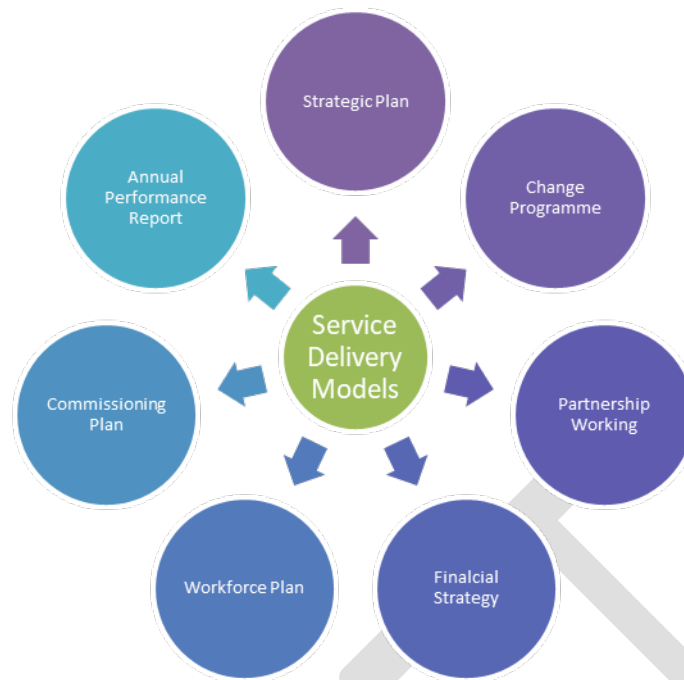 Strategic Plan
Change
Programme
Partnership
Working
Finalcial
Strategy
Workforce Plan
Commissioning
Plan
Annual
Performance
Report
Service
Delivery
Models